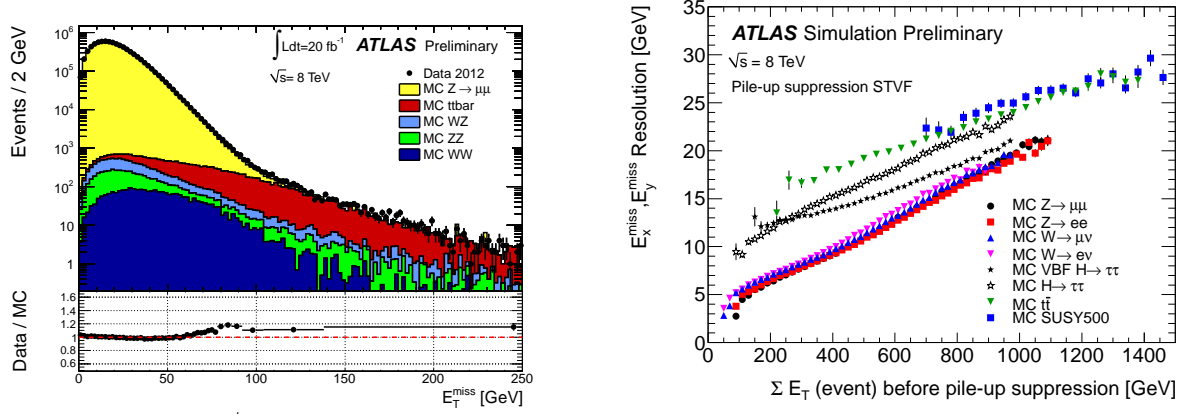 Events / 2 GeV
10⁶
10⁵
10⁴
10³
10²
10
1
∫Ldt=20 fb⁻¹ ATLAS Preliminary
√s= 8 TeV
Data 2012
MC Z→μμ
MC ttbar
MC WZ
MC ZZ
MC WW
Data / MC
1.6
1.4
1.2
1
0.8
0.6
0 50 100 150 200 250
E_T^miss [GeV]
E_x^miss,E_y^miss Resolution [GeV]
35
30
25
20
15
10
5
0
ATLAS Simulation Preliminary
√s = 8 TeV
Pile-up suppression STVF
MC Z→μμ
MC Z→ee
MC W→μν
MC W→eν
MC VBF H→ττ
MC H→ττ
MC tt̄
MC SUSY500
0 200 400 600 800 1000 1200 1400
Σ E_T (event) before pile-up suppression [GeV]